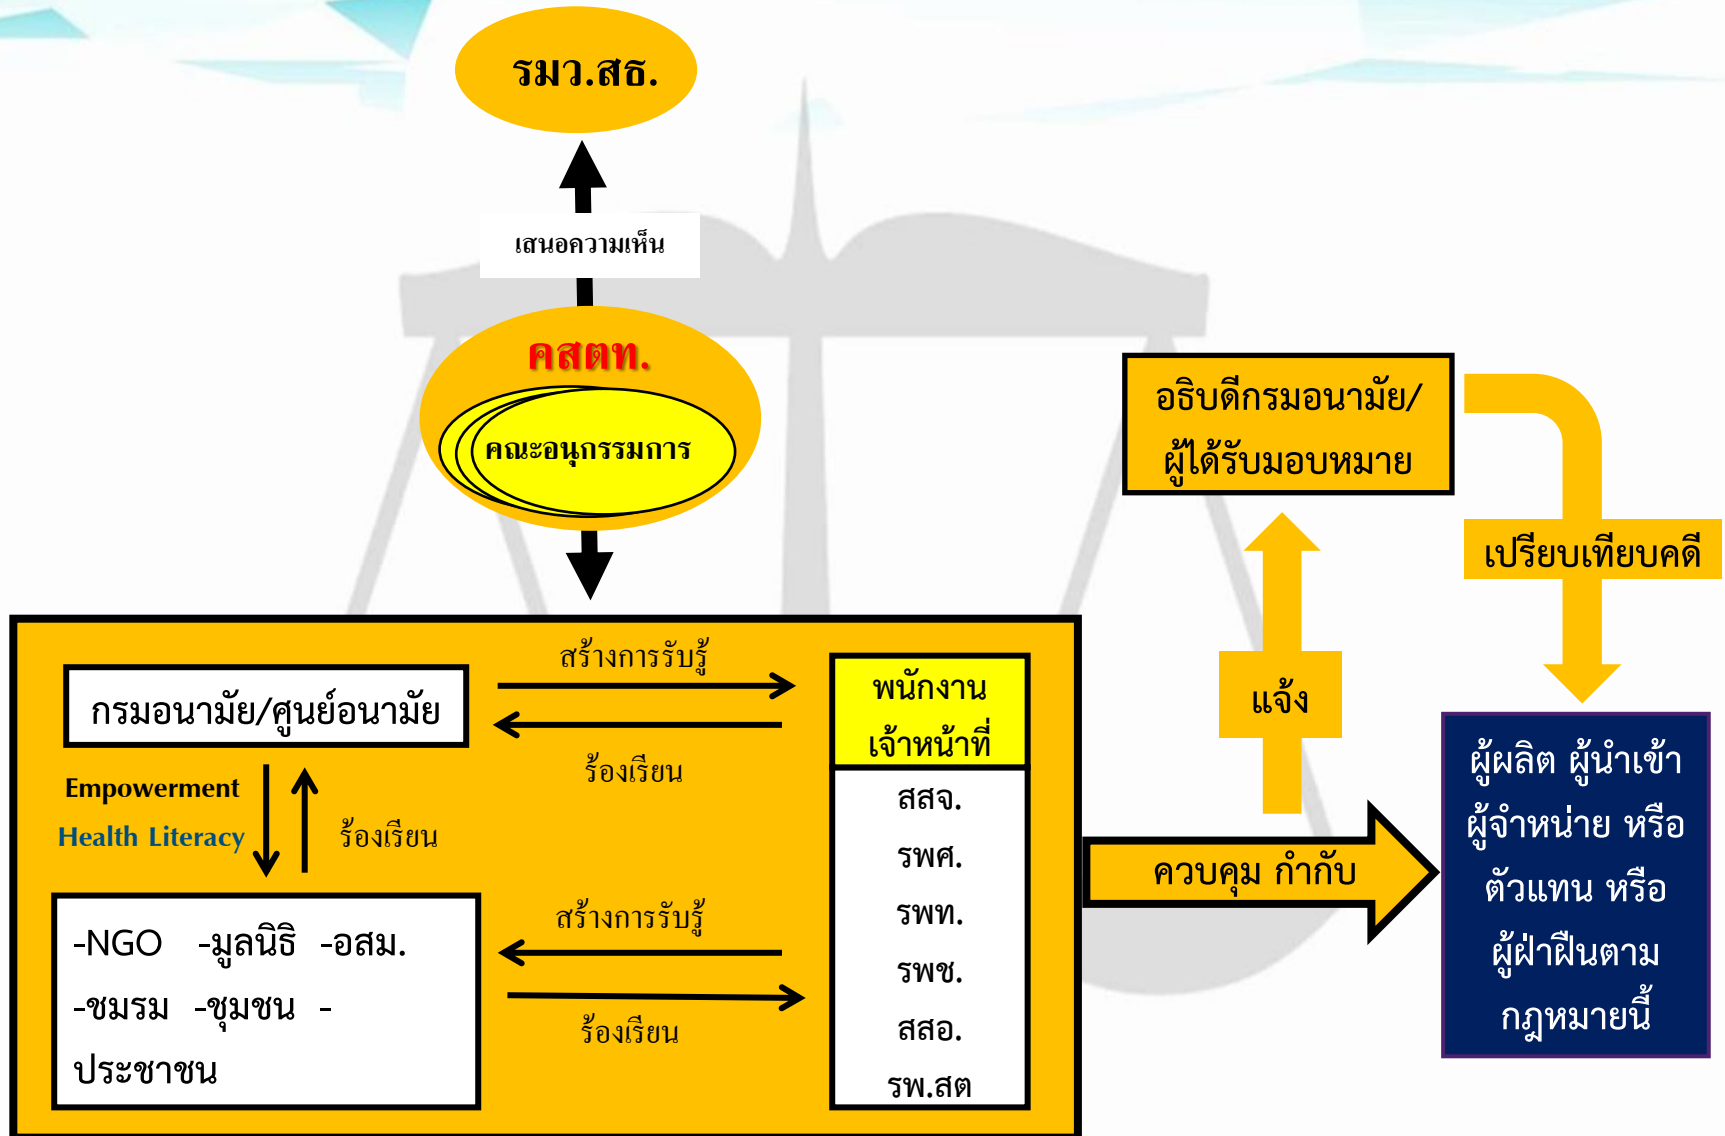 รมว.สธ.
เสนอความเห็น
คสตท.
คณะอนุกรรมการ
อธิบดีกรมอนามัย/
ผู้ได้รับมอบหมาย
เปรียบเทียบคดี
แจ้ง
สร้างการรับรู้
กรมอนามัย/ศูนย์อนามัย
พนักงาน
เจ้าหน้าที่
ร้องเรียน
Empowerment
Health Literacy
ร้องเรียน
สสจ.
รพศ.
รพท.
รพช.
สสอ.
รพ.สต
สร้างการรับรู้
-NGO -มูลนิธิ -อสม.
-ชมรม -ชุมชน -
ประชาชน
ร้องเรียน
ควบคุม กำกับ
ผู้ผลิต ผู้นำเข้า
ผู้จำหน่าย หรือ
ตัวแทน หรือ
ผู้ฝ่าฝืนตาม
กฎหมายนี้